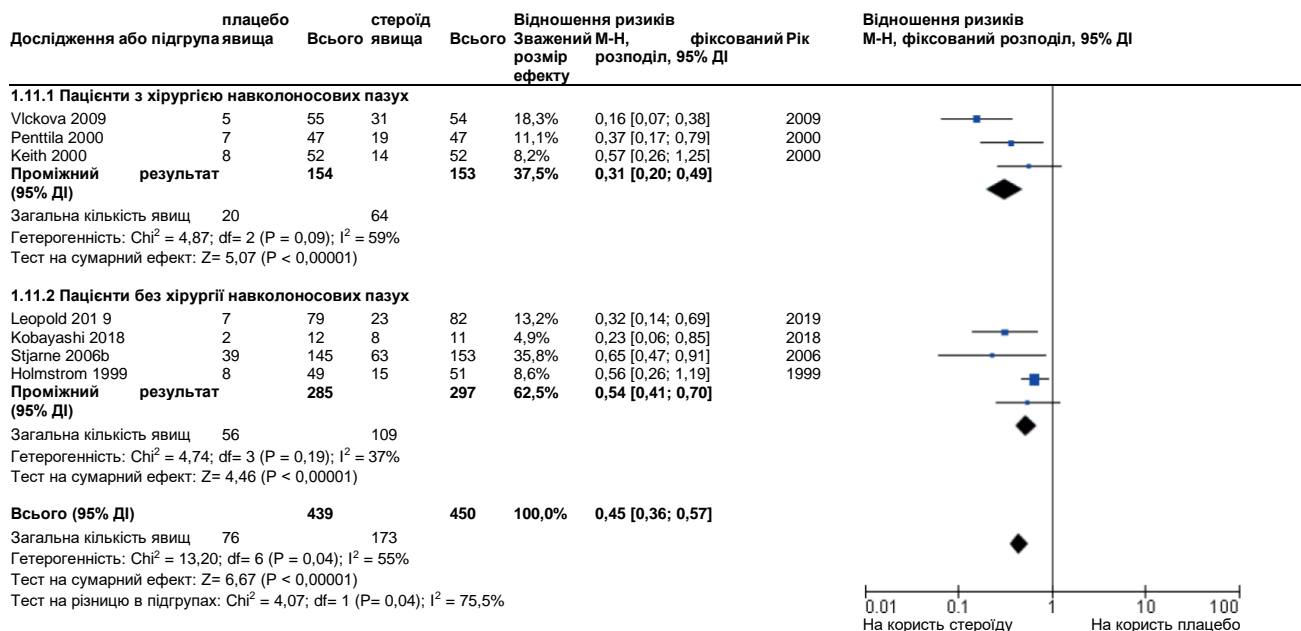 плацебо стероїд Відношення ризиків Відношення ризиків
Дослідження або підгрупа явища Всього явища Всього Зважений М-Н, фіксований Рік М-Н, фіксований розподіл, 95% ДІ
розмір розподіл, 95% ДІ
ефекту
1.11.1 Пацієнти з хірургією навколоносових пазух
Vlckova 2009 5 55 31 54 18,3% 0,16 [0,07; 0,38] 2009
Penttila 2000 7 47 19 47 11,1% 0,37 [0,17; 0,79] 2000
Keith 2000 8 52 14 52 8,2% 0,57 [0,26; 1,25] 2000
Проміжний результат 154 153 37,5% 0,31 [0,20; 0,49]
(95% ДІ)
Загальна кількість явищ 20 64
Гетерогенність: Chi² = 4,87; df= 2 (P = 0,09); I² = 59%
Тест на сумарний ефект: Z= 5,07 (P < 0,00001)
1.11.2 Пацієнти без хірургії навколоносових пазух
Leopold 201 9 7 79 23 82 13,2% 0,32 [0,14; 0,69] 2019
Kobayashi 2018 2 12 8 11 4,9% 0,23 [0,06; 0,85] 2018
Stjarne 2006b 39 145 63 153 35,8% 0,65 [0,47; 0,91] 2006
Holmstrom 1999 8 49 15 51 8,6% 0,56 [0,26; 1,19] 1999
Проміжний результат 285 297 62,5% 0,54 [0,41; 0,70]
(95% ДІ)
Загальна кількість явищ 56 109
Гетерогенність: Chi² = 4,74; df= 3 (P = 0,19); I² = 37%
Тест на сумарний ефект: Z= 4,46 (P < 0,00001)
Всього (95% ДІ) 439 450 100,0% 0,45 [0,36; 0,57]
Загальна кількість явищ 76 173
Гетерогенність: Chi² = 13,20; df= 6 (P = 0,04); I² = 55%
Тест на сумарний ефект: Z= 6,67 (P < 0,00001)
Тест на різницю в підгрупах: Chi² = 4,07; df= 1 (P= 0,04); I² = 75,5%
0.01 0.1 1 10 100
На користь стероїду На користь плацебо